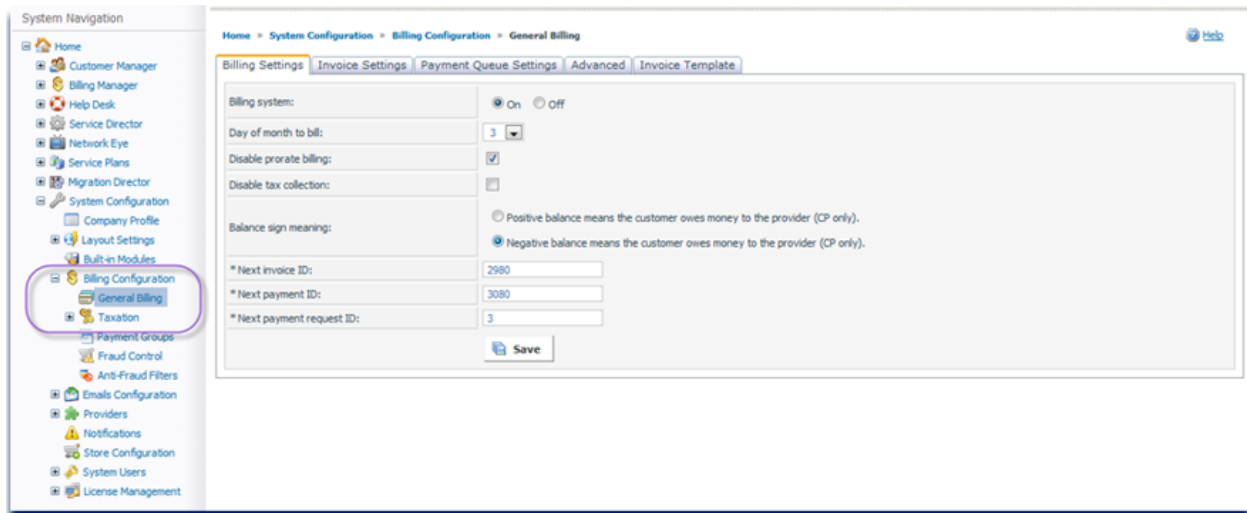 System Navigation
Home
Customer Manager
Billing Manager
Help Desk
Service Director
Network Eye
Service Plans
Migration Director
System Configuration
Company Profile
Layout Settings
Built-in Modules
Billing Configuration
General Billing
Taxation
Payment Groups
Fraud Control
Anti-Fraud Filters
Emails Configuration
Providers
Notifications
Store Configuration
System Users
License Management
Home » System Configuration » Billing Configuration » General Billing
Help
Billing Settings Invoice Settings Payment Queue Settings Advanced Invoice Template
Billing system: On Off
Day of month to bill: 3
Disable prorate billing:
Disable tax collection:
Balance sign meaning:
Positive balance means the customer owes money to the provider (CP only).
Negative balance means the customer owes money to the provider (CP only).
* Next invoice ID: 2980
* Next payment ID: 3080
* Next payment request ID: 3
Save